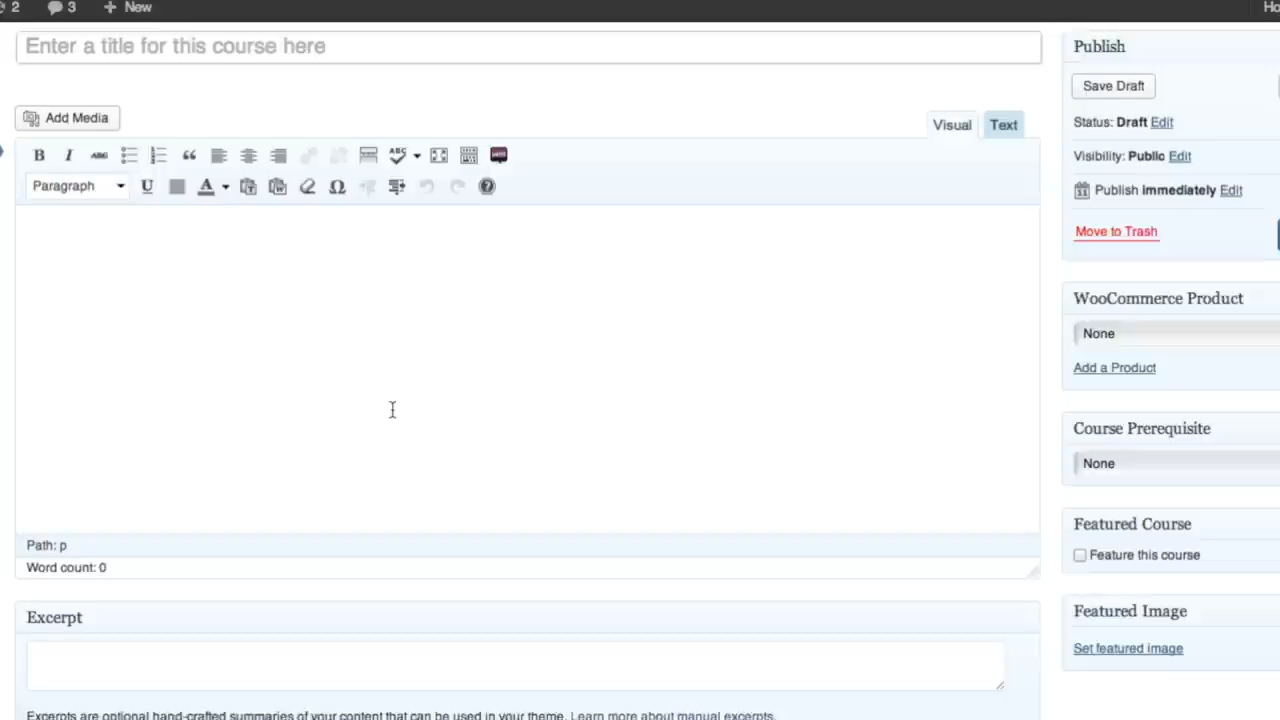 2 3 New Ho
Enter a title for this course here
Add Media
Visual Text
B I ABC ABC
Paragraph U A Ω ?
Path: p
Word count: 0
Excerpt
Excerpts are optional hand-crafted summaries of your content that can be used in your theme. Learn more about manual excerpts.
Publish
Save Draft
Status: Draft Edit
Visibility: Public Edit
Publish immediately Edit
Move to Trash
WooCommerce Product
None
Add a Product
Course Prerequisite
None
Featured Course
Feature this course
Featured Image
Set featured image